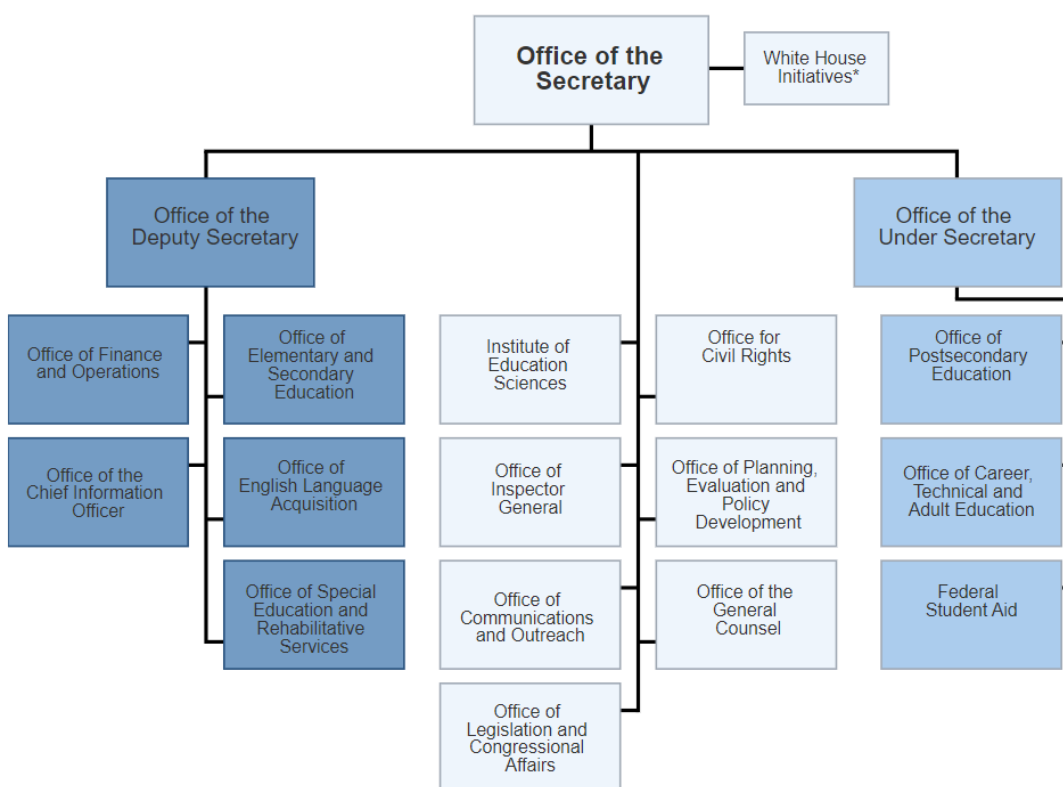 Office of the
Secretary
White House
Initiatives*
Office of the
Deputy Secretary
Office of the
Under Secretary
Office of Finance
and Operations
Office of
Elementary and
Secondary
Education
Institute of
Education
Sciences
Office for
Civil Rights
Office of
Postsecondary
Education
Office of the
Chief Information
Officer
Office of
English Language
Acquisition
Office of
Inspector
General
Office of Planning,
Evaluation and
Policy
Development
Office of Career,
Technical and
Adult Education
Office of Special
Education and
Rehabilitative
Services
Office of
Communications
and Outreach
Office of the
General
Counsel
Federal
Student Aid
Office of
Legislation and
Congressional
Affairs